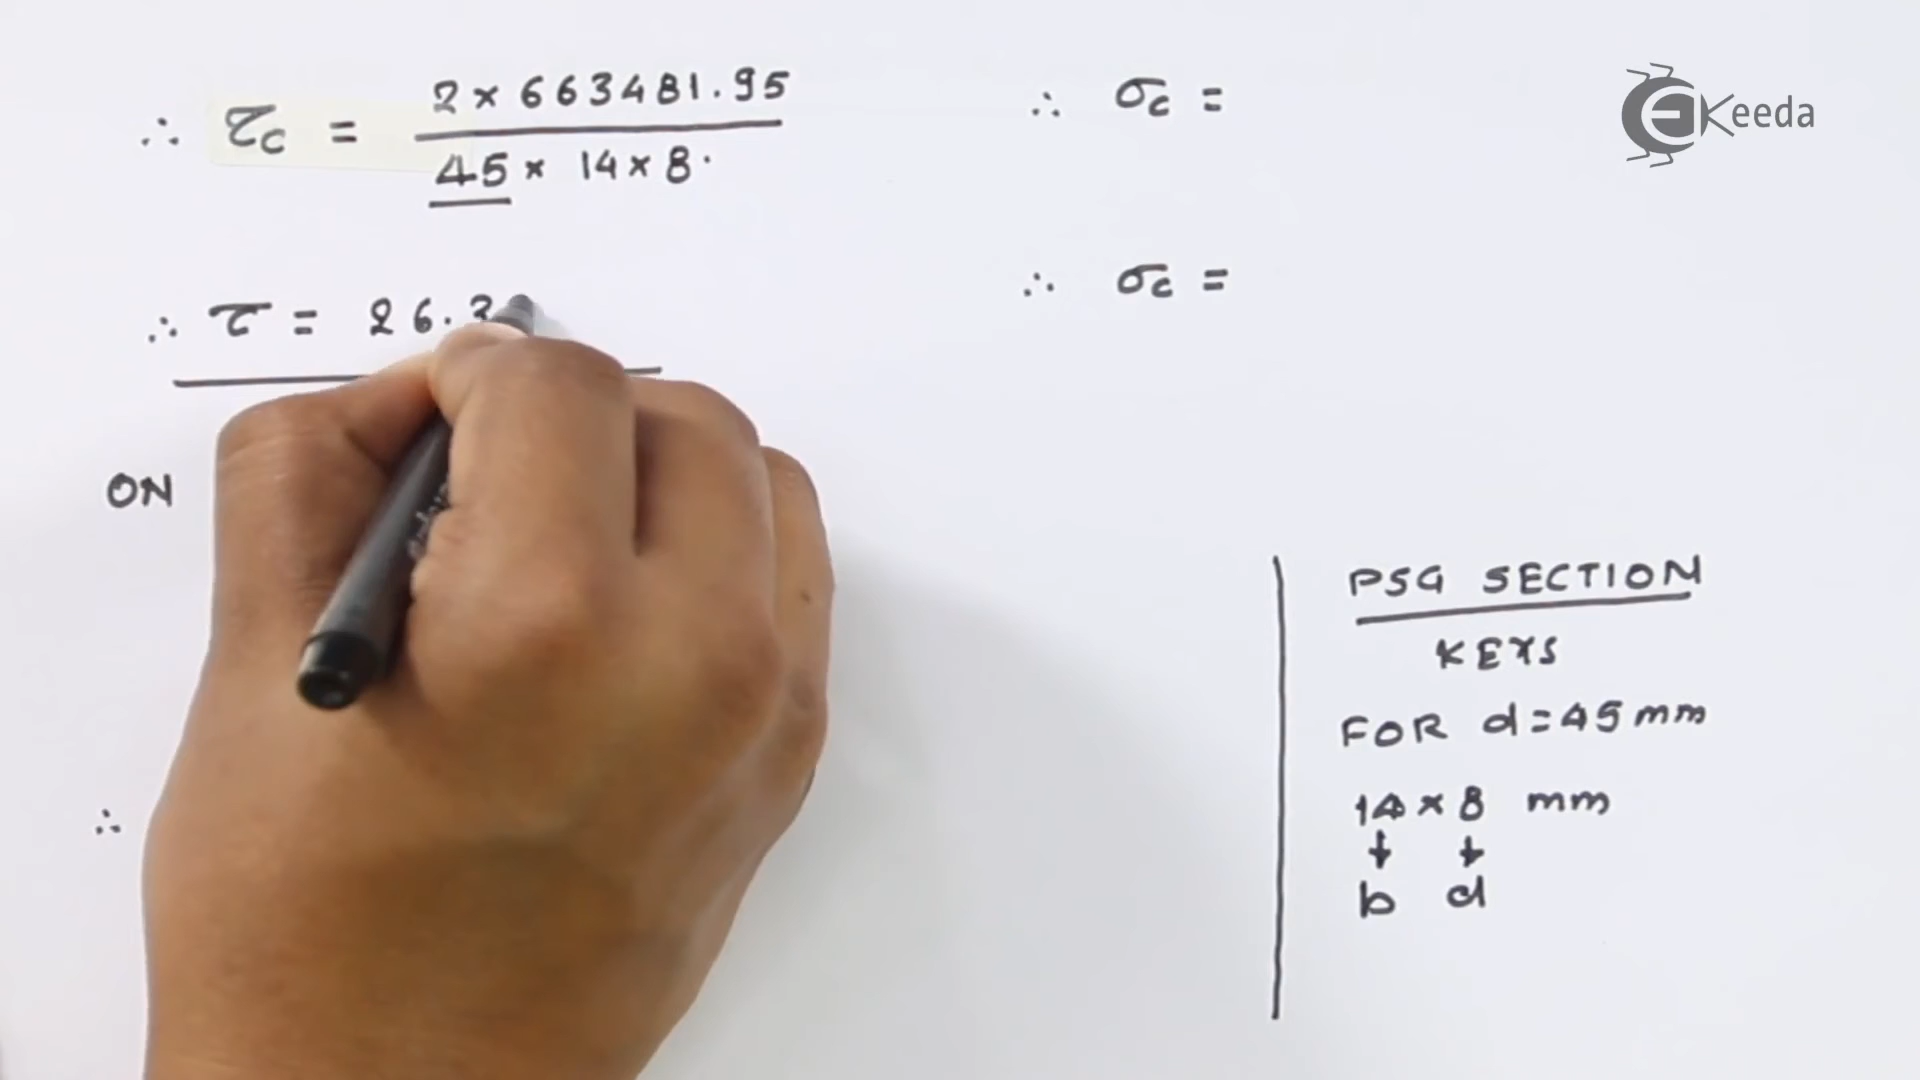 ∴ τc = 2 × 663481.95
45 × 14 × 8.
∴ τ = 26.3
ON
∴
∴ σc =
∴ σc =
PSG SECTION
KEYS
FOR d=45mm
14 × 8 mm
b d
EKeeda